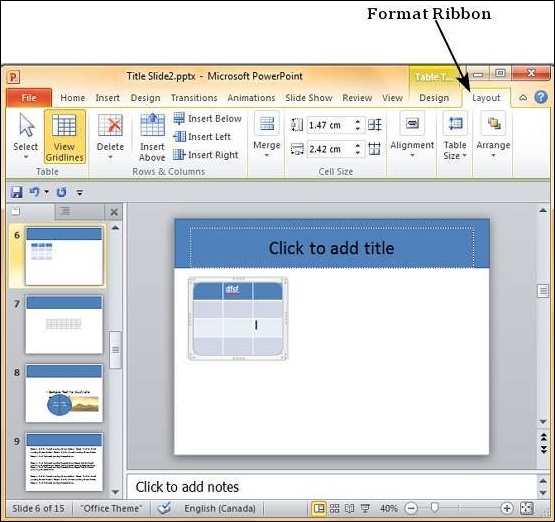 Format Ribbon
Title Slide2.pptx - Microsoft PowerPoint
Table T...
File Home Insert Design Transitions Animations Slide Show Review View Design Layout
Select
View Gridlines
Delete
Insert Above
Insert Below
Insert Left
Insert Right
Merge
1.47 cm
2.42 cm
Alignment
Table Size
Arrange
Table
Rows & Columns
Cell Size
6
7
8
9
Click to add title
dfsf
Click to add notes
Slide 6 of 15
"Office Theme"
English (Canada)
40%